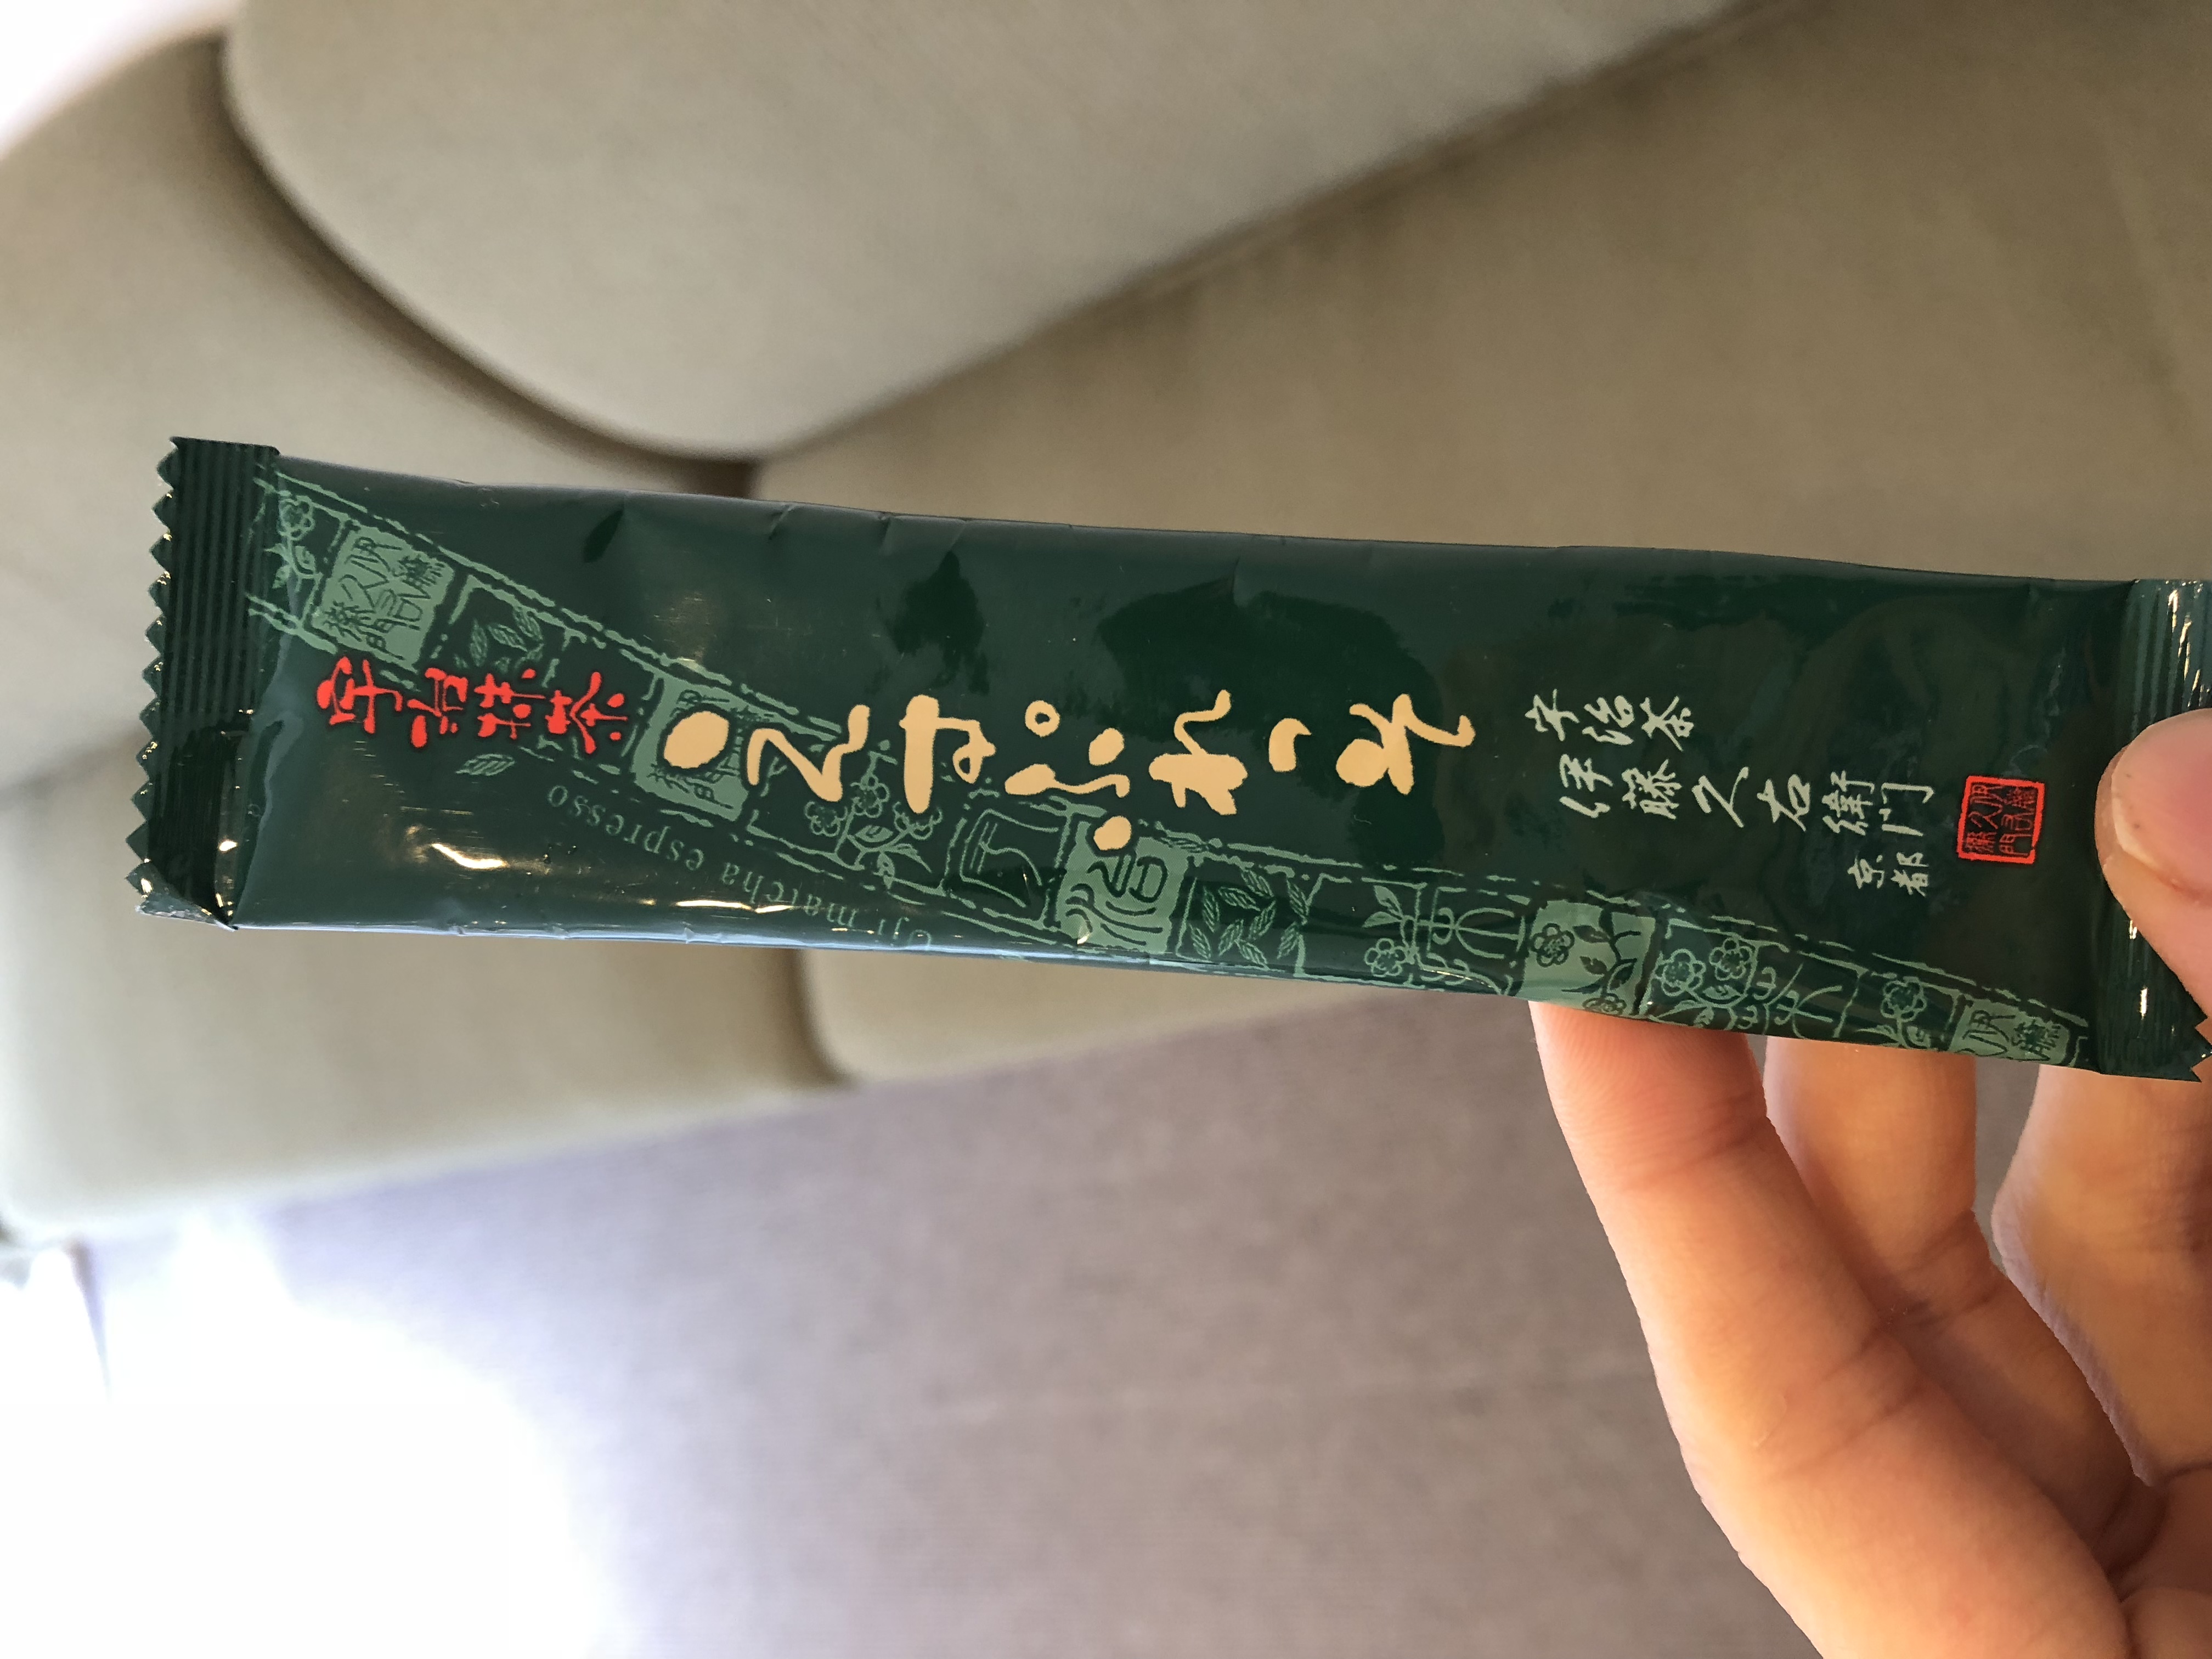 宇治抹茶
えすぷれっそ
uji matcha espresso
宇治茶
伊藤久右衛門
京都